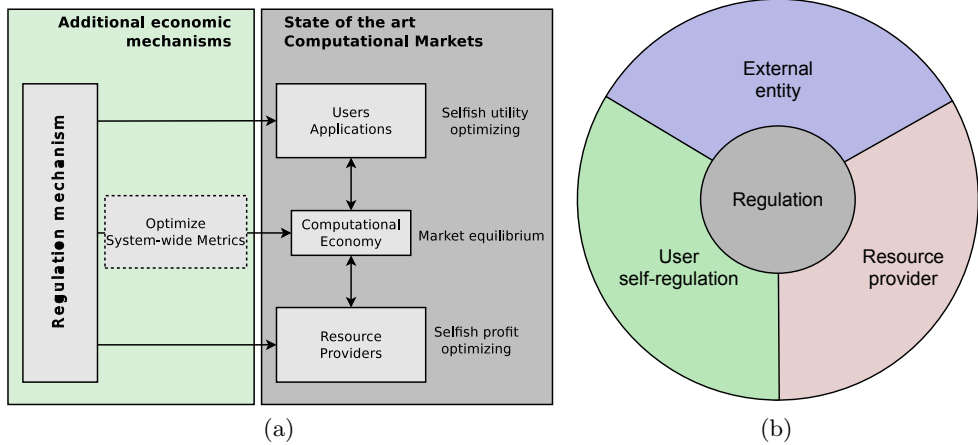 Additional economic
mechanisms
State of the art
Computational Markets
Regulation mechanism
Users
Applications
Selfish utility
optimizing
Optimize
System-wide Metrics
Computational
Economy
Market equilibrium
Resource
Providers
Selfish profit
optimizing
(a)
External
entity
Regulation
User
self-regulation
Resource
provider
(b)